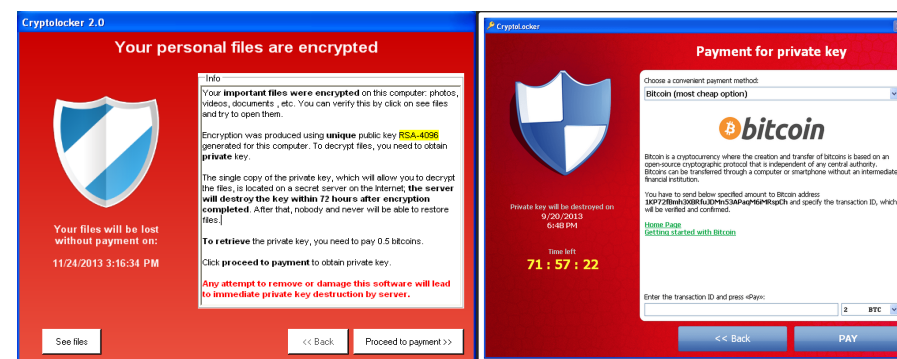 Cryptolocker 2.0
Your personal files are encrypted
Your files will be lost
without payment on:
11/24/2013 3:16:34 PM
Info
Your important files were encrypted on this computer: photos,
videos, documents , etc. You can verify this by click on see files
and try to open them.
Encryption was produced using unique public key RSA-4096
generated for this computer. To decrypt files, you need to obtain
private key.
The single copy of the private key, which will allow you to decrypt
the files, is located on a secret server on the Internet; the server
will destroy the key within 72 hours after encryption
completed. After that, nobody and never will be able to restore
files.
To retrieve the private key, you need to pay 0.5 bitcoins.
Click proceed to payment to obtain private key.
Any attempt to remove or damage this software will lead
to immediate private key destruction by server.
See files
<< Back
Proceed to payment >>
CryptoLocker
Payment for private key
Private key will be destroyed on
9/20/2013
6:48 PM
Time left
71 : 57 : 22
Choose a convenient payment method:
Bitcoin (most cheap option)
bitcoin
Bitcoin is a cryptocurrency where the creation and transfer of bitcoins is based on an
open-source cryptographic protocol that is independent of any central authority.
Bitcoins can be transferred through a computer or smartphone without an intermediate
financial institution.
You have to send below specified amount to Bitcoin address
and specify the transaction ID, which
will be verified and confirmed.
Home Page
Getting started with Bitcoin
Enter the transaction ID and press «Pay»:
2 BTC
<< Back
PAY